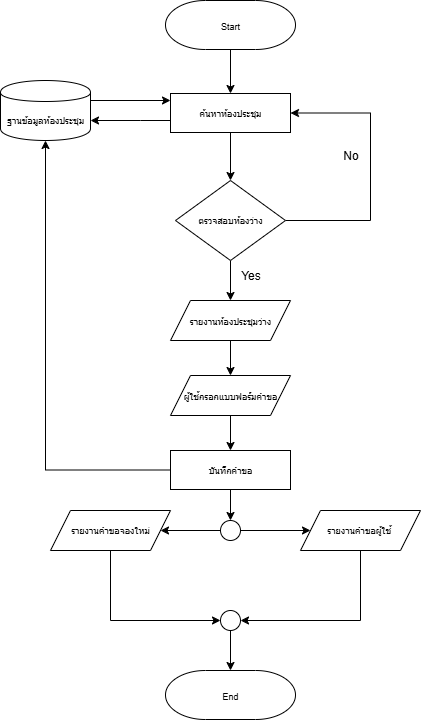 Start
ค้นหาห้องประชุม
ฐานข้อมูลห้องประชุม
No
ตรวจสอบห้องว่าง
Yes
รายงานห้องประชุมว่าง
ผู้ใช้กรอกแบบฟอร์มคำขอ
บันทึกคำขอ
รายงานคำขอจองใหม่
รายงานคำขอผู้ใช้
End